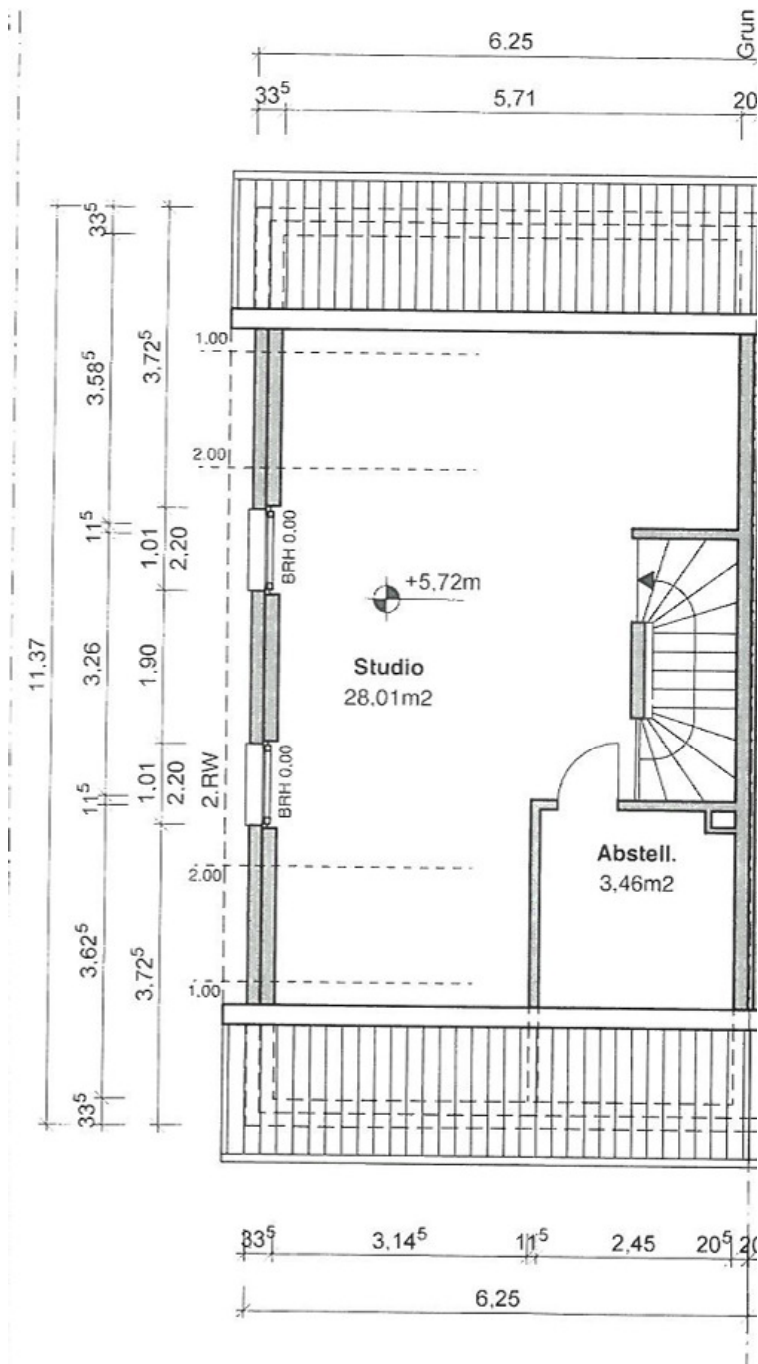 6.25
Grun
33⁵ 5,71 20
33⁵
3,58⁵
11⁵
3,26
11⁵
3,62⁵
33⁵
11.37
3,72⁵
1.01
2,20
1.90
1.01
2,20
3,72⁵
1.00
2.00
BRH 0.00
+5,72m
Studio
28.01m2
2.RW
BRH 0.00
2.00
Abstell.
3,46m2
1.00
33⁵ 3,14⁵ 11⁵ 2,45 20⁵ 20
6,25